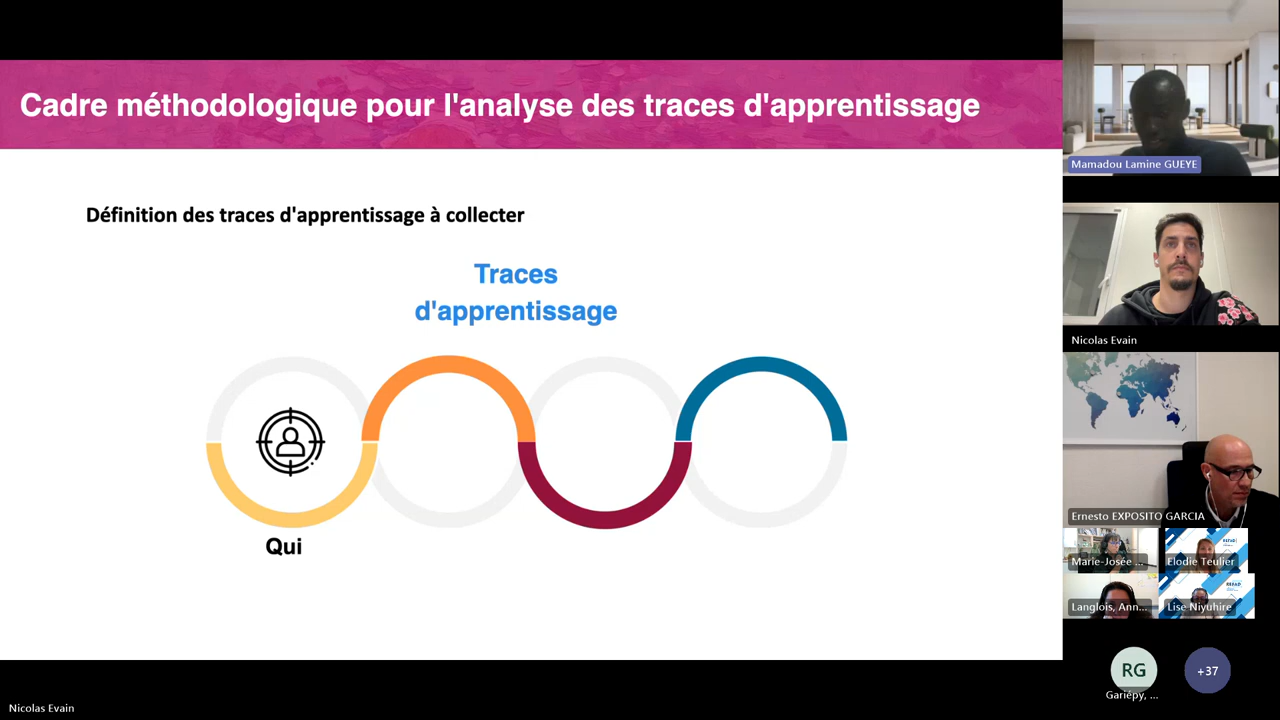 Cadre méthodologique pour l'analyse des traces d'apprentissage
Définition des traces d'apprentissage à collecter
Traces
d'apprentissage
Qui
Mamadou Lamine GUEYE
Nicolas Evain
Ernesto EXPOSITO GARCIA
Marie-Josée ...
Elodie Teulier
Langlois, Ann...
Lise Niyuhire
RG
+37
Gariépy, ...
Nicolas Evain